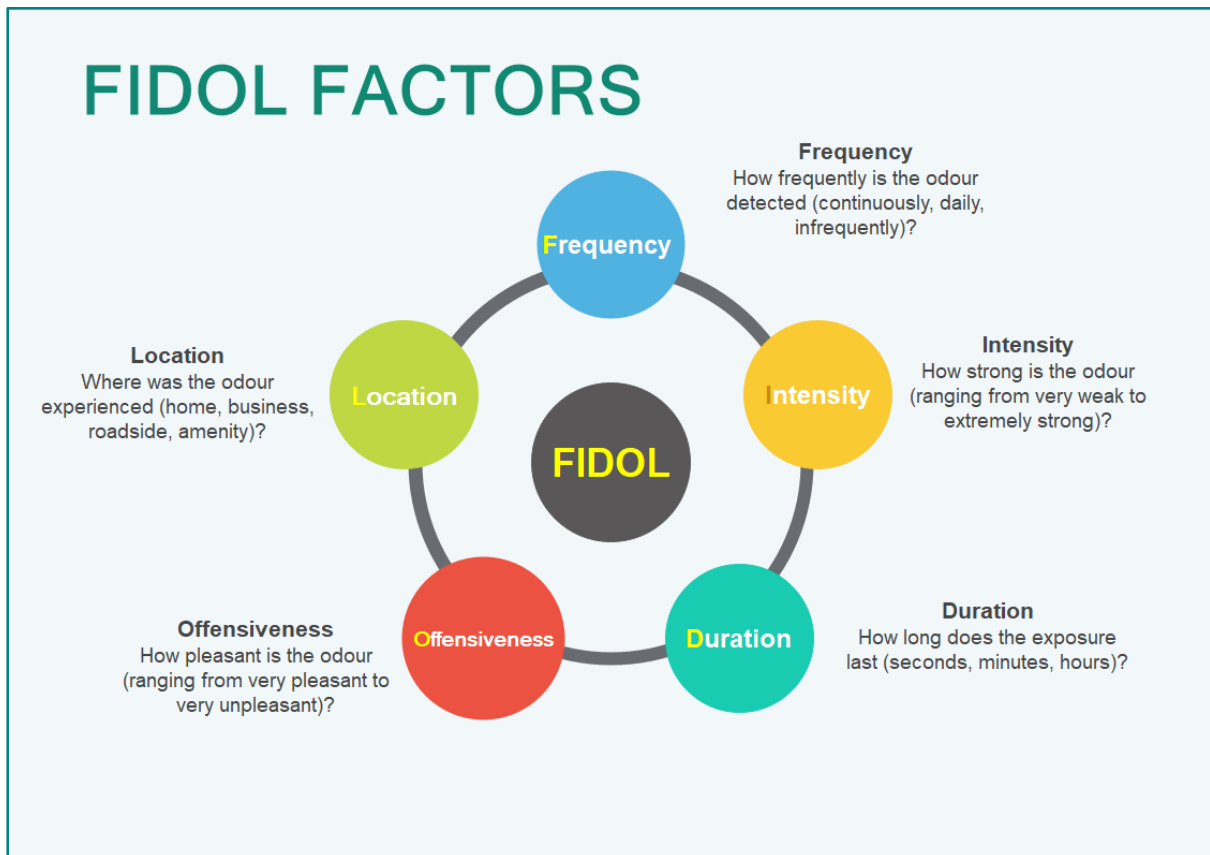 FIDOL FACTORS
Frequency
How frequently is the odour
detected (continuously, daily,
infrequently)?
Frequency
Location
Where was the odour
experienced (home, business,
roadside, amenity)?
Location
Intensity
Intensity
How strong is the odour
(ranging from very weak to
extremely strong)?
FIDOL
Offensiveness
How pleasant is the odour
(ranging from very pleasant to
very unpleasant)?
Offensiveness
Duration
Duration
How long does the exposure
last (seconds, minutes, hours)?